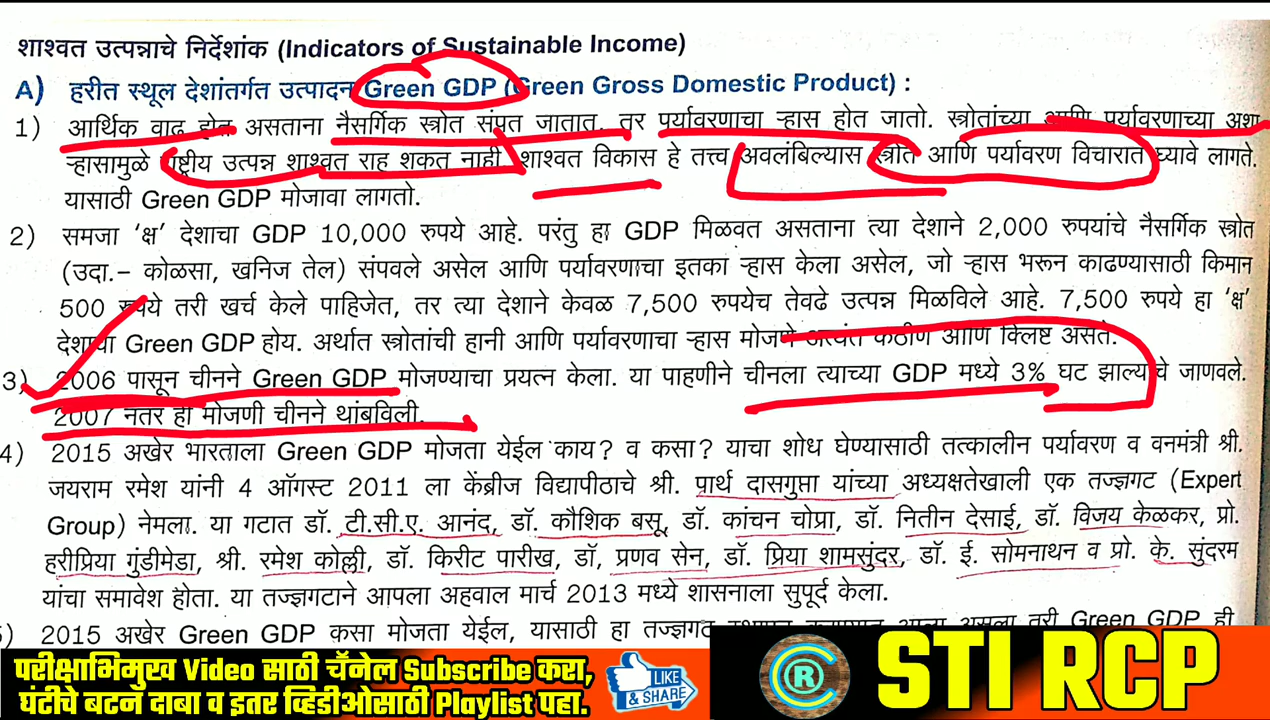 शाश्वत उत्पन्नाचे निर्देशांक (Indicators of Sustainable Income)
A) हरीत स्थूल देशांतर्गत उत्पादन Green GDP (Green Gross Domestic Product) :
1) आर्थिक वाढ होत असताना नैसर्गिक स्त्रोत संपत जातात. तर पर्यावरणाचा ऱ्हास होत जातो. स्त्रोतांच्या आणि पर्यावरणाच्या अशा
ऱ्हासामुळे राष्ट्रीय उत्पन्न शाश्वत राह शकत नाही शाश्वत विकास हे तत्त्व अवलंबिल्यास स्त्रोत आणि पर्यावरण विचारात घ्यावे लागते.
यासाठी Green GDP मोजावा लागतो.
2) समजा ‘क्ष’ देशाचा GDP 10,000 रुपये आहे. परंतु हा GDP मिळवत असताना त्या देशाने 2,000 रुपयांचे नैसर्गिक स्त्रोत
(उदा.- कोळसा, खनिज तेल) संपवले असेल आणि पर्यावरणाचा इतका ऱ्हास केला असेल, जो ऱ्हास भरून काढण्यासाठी किमान
500 रुपये तरी खर्च केले पाहिजेत, तर त्या देशाने केवळ 7,500 रुपयेच तेवढे उत्पन्न मिळविले आहे. 7,500 रुपये हा ‘क्ष’
देशाचा Green GDP होय. अर्थात स्त्रोतांची हानी आणि पर्यावरणाचा ऱ्हास मोजणे अत्यंत कठीण आणि क्लिष्ट असते.
3) 2006 पासून चीनने Green GDP मोजण्याचा प्रयत्न केला. या पाहणीने चीनला त्याच्या GDP मध्ये 3% घट झाल्याचे जाणवले.
2007 नंतर ही मोजणी चीनने थांबविली.
4) 2015 अखेर भारताला Green GDP मोजता येईल काय? व कसा? याचा शोध घेण्यासाठी तत्कालीन पर्यावरण व वनमंत्री श्री.
जयराम रमेश यांनी 4 ऑगस्ट 2011 ला केंब्रीज विद्यापीठाचे श्री. प्रार्थ दासगुप्ता यांच्या अध्यक्षतेखाली एक तज्ज्ञगट (Expert
Group) नेमला. या गटात डॉ. टी.सी.ए. आनंद, डॉ. कौशिक बसू, डॉ. कांचन चोप्रा, डॉ. नितीन देसाई, डॉ. विजय केळकर, प्रो.
हरीप्रिया गुंडीमेडा, श्री. रमेश कोल्ली, डॉ. किरीट पारीख, डॉ, प्रणव सेन, डॉ. प्रिया शामसुंदर, डॉ. ई. सोमनाथन व प्रो. के. सुंदरम
यांचा समावेश होता. या तज्ज्ञगटाने आपला अहवाल मार्च 2013 मध्ये शासनाला सुपूर्द केला.
) 2015 अखेर Green GDP कसा मोजता येईल, यासाठी हा तज्ज्ञगट असला तरी Green GDP ही
परीक्षाभिमुख Video साठी चॅनेल Subscribe करा,
घंटीचे बटन दाबा व इतर व्हिडीओसाठी Playlist पहा.
LIKE
& SHARE
R
STI RCP